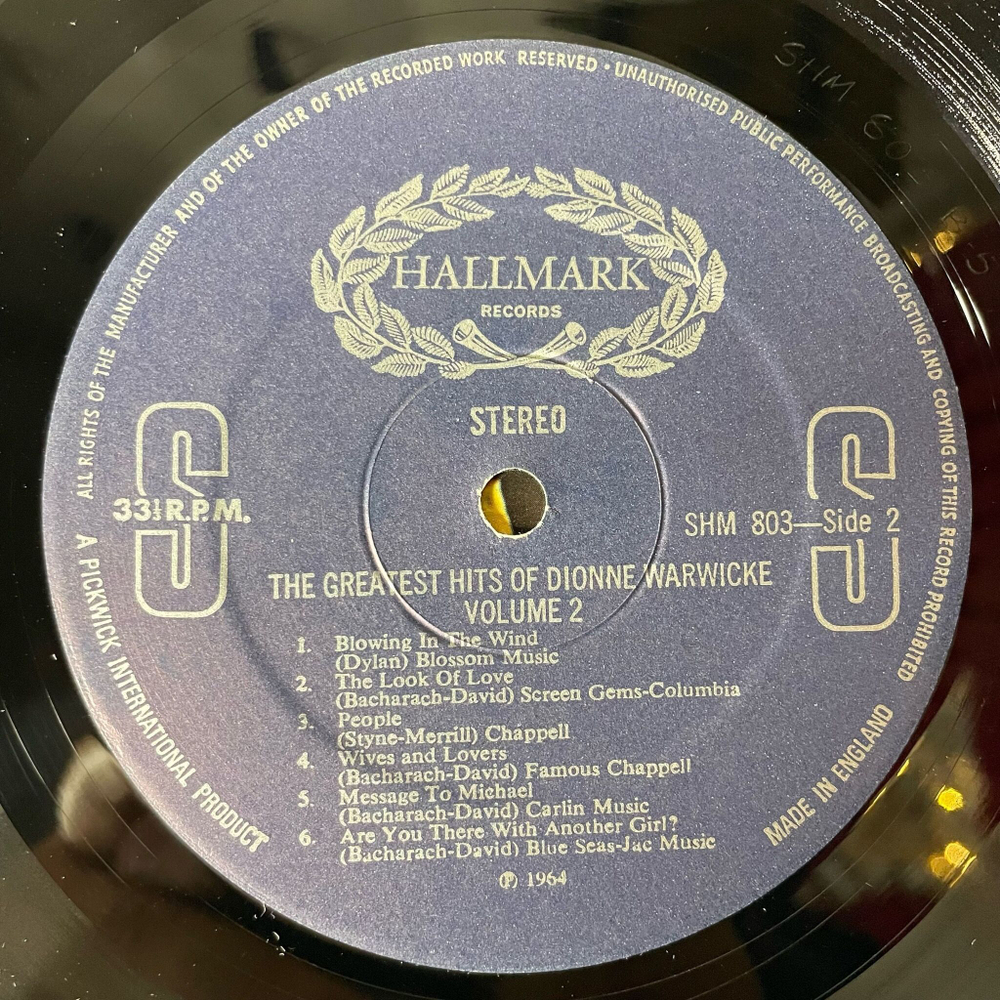 ALL RIGHTS OF THE MANUFACTURER AND OF THE OWNER OF THE RECORDED WORK RESERVED • UNAUTHORISED PUBLIC PERFORMANCE BROADCASTING AND COPYING OF THIS RECORD PROHIBITED
HALLMARK
RECORDS
STEREO
S S
33⅓ R.P.M.
SHM 803—Side 2
THE GREATEST HITS OF DIONNE WARWICKE
VOLUME 2
1. Blowing In The Wind
(Dylan) Blossom Music
2. The Look Of Love
(Bacharach-David) Screen Gems-Columbia
3. People
(Styne-Merrill) Chappell
4. Wives and Lovers
(Bacharach-David) Famous Chappell
5. Message To Michael
(Bacharach-David) Carlin Music
6. Are You There With Another Girl?
(Bacharach-David) Blue Seas-Jac Music
℗ 1964
A PICKWICK INTERNATIONAL PRODUCT
MADE IN ENGLAND
SHM